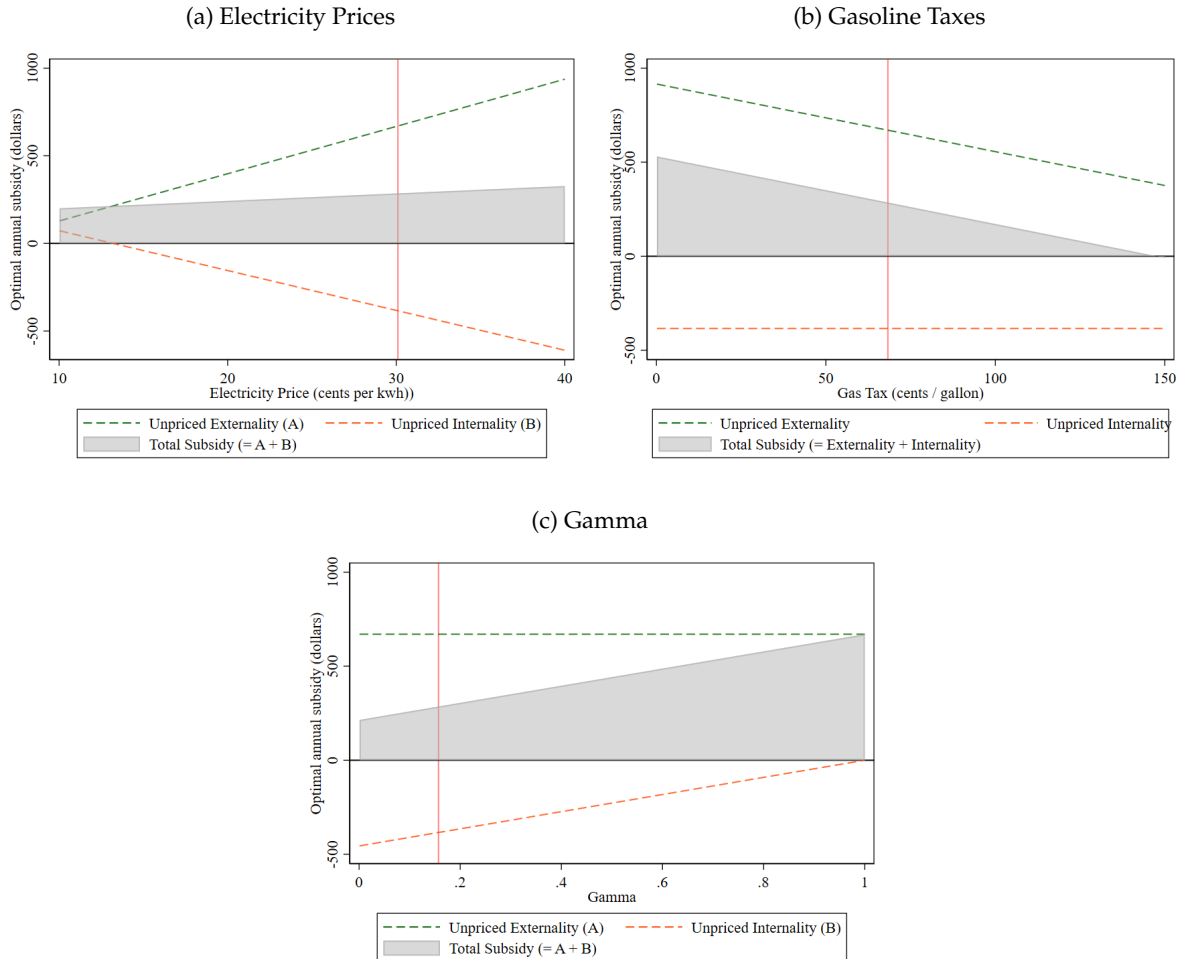 (a) Electricity Prices
Optimal annual subsidy (dollars)
1000
500
0
-500
10
20
30
40
Electricity Price (cents per kwh))
Unpriced Externality (A)
Unpriced Internality (B)
Total Subsidy (= A + B)
(b) Gasoline Taxes
Optimal annual subsidy (dollars)
1000
500
0
-500
0
50
100
150
Gas Tax (cents / gallon)
Unpriced Externality
Unpriced Internality
Total Subsidy (= Externality + Internality)
(c) Gamma
Optimal annual subsidy (dollars)
1000
500
0
-500
0
.2
.4
.6
.8
1
Gamma
Unpriced Externality (A)
Unpriced Internality (B)
Total Subsidy (= A + B)